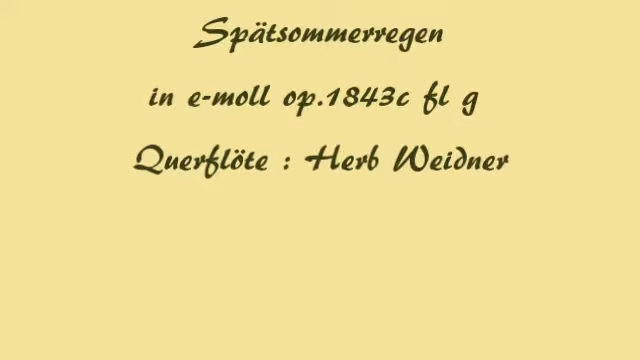 Spätsommerregen
in e-moll op.1843c fl g
Querflöte : Herb Weidner